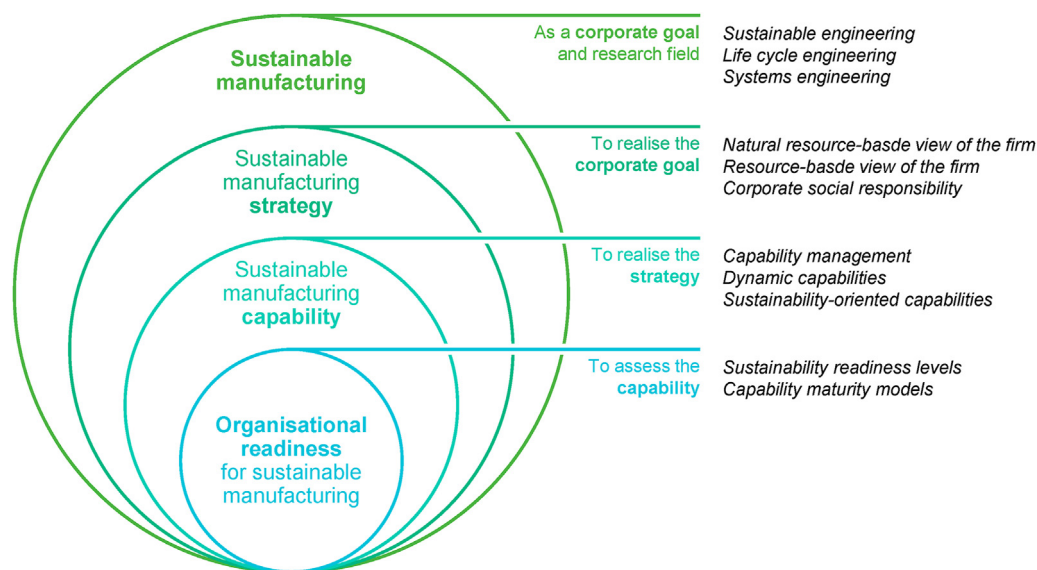 Sustainable
manufacturing
As a corporate goal
and research field
Sustainable engineering
Life cycle engineering
Systems engineering
Sustainable
manufacturing
strategy
To realise the
corporate goal
Natural resource-basde view of the firm
Resource-basde view of the firm
Corporate social responsibility
Sustainable
manufacturing
capability
To realise the
strategy
Capability management
Dynamic capabilities
Sustainability-oriented capabilities
Organisational
readiness
for sustainable
manufacturing
To assess the
capability
Sustainability readiness levels
Capability maturity models